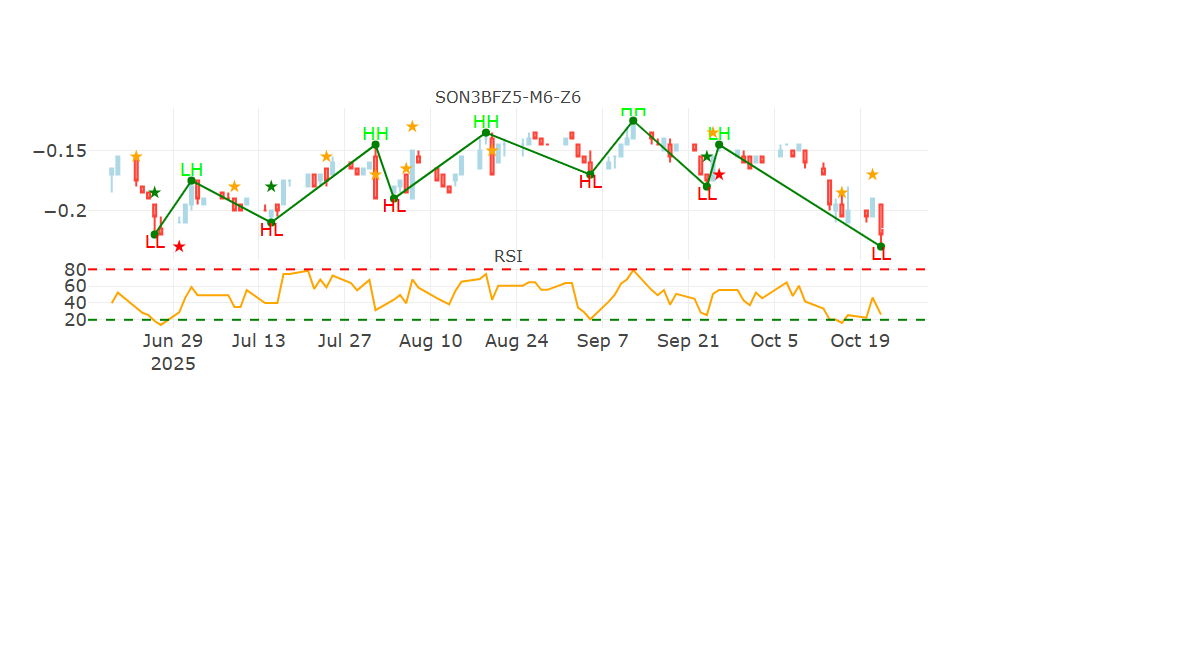 SON3BFZ5-M6-Z6
HH
HH HH LH
−0.15
LH
HL
HL LL
−0.2
HL
LL
LL
RSI
80
60
40
20
Jun 29 Jul 13 Jul 27 Aug 10 Aug 24 Sep 7 Sep 21 Oct 5 Oct 19
2025